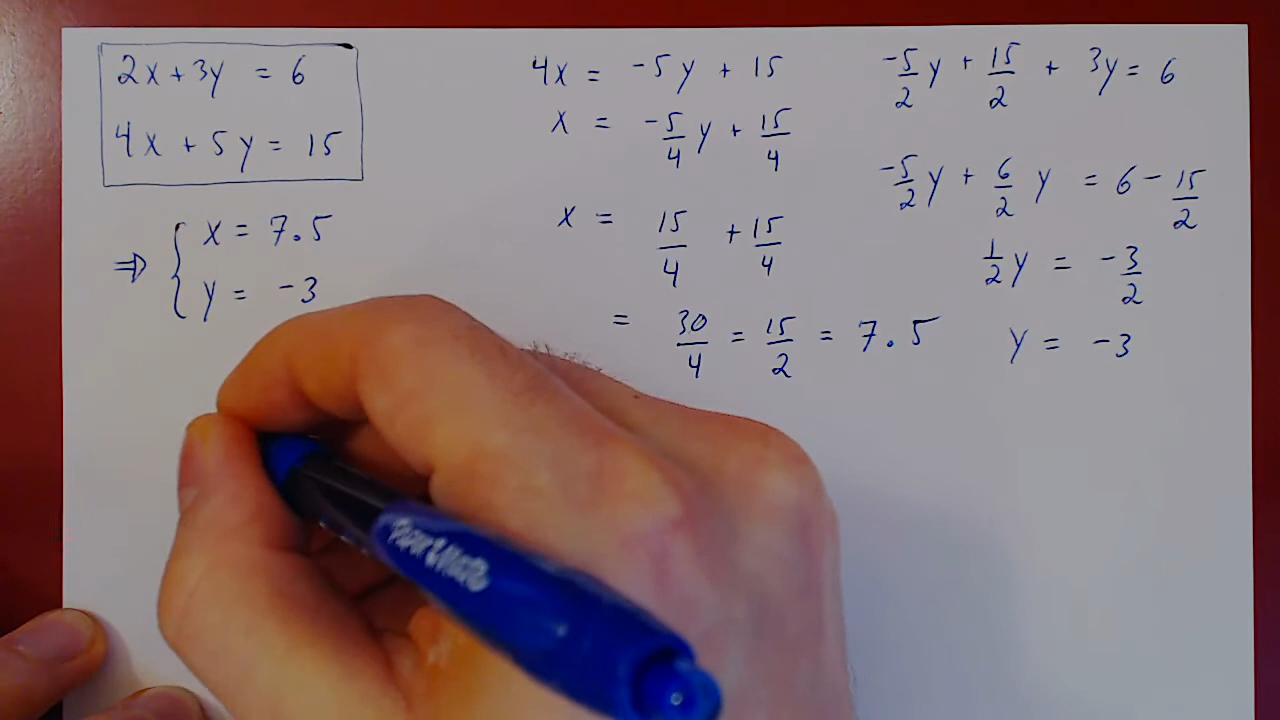 2x + 3y = 6
4x + 5y = 15
⇒ { x = 7.5
y = -3
4x = -5y + 15
x = -5/4 y + 15/4
x = 15/4 + 15/4
= 30/4 = 15/2 = 7.5
-5/2 y + 15/2 + 3y = 6
-5/2 y + 6/2 y = 6 - 15/2
1/2 y = -3/2
y = -3
PaperMate